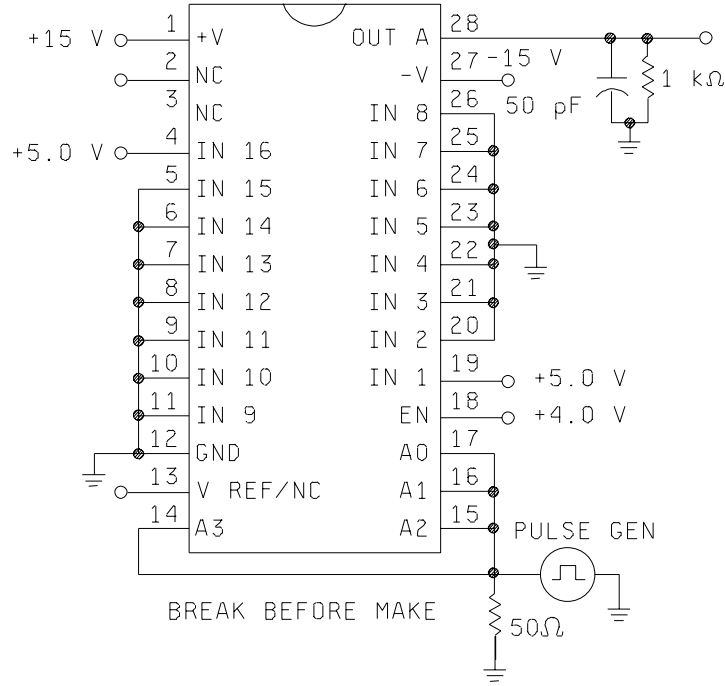 1 28
+15 V +V OUT A
2 27 -15 V
NC -V
3 26 50 pF 1 kΩ
NC IN 8
4 25
+5.0 V IN 16 IN 7
5 24
IN 15 IN 6
6 23
IN 14 IN 5
7 22
IN 13 IN 4
8 21
IN 12 IN 3
9 20
IN 11 IN 2
10 19
IN 10 IN 1 +5.0 V
11 18
IN 9 EN +4.0 V
12 17
GND A0
13 16
V REF/NC A1
14 15
A3 A2 PULSE GEN
BREAK BEFORE MAKE 50Ω